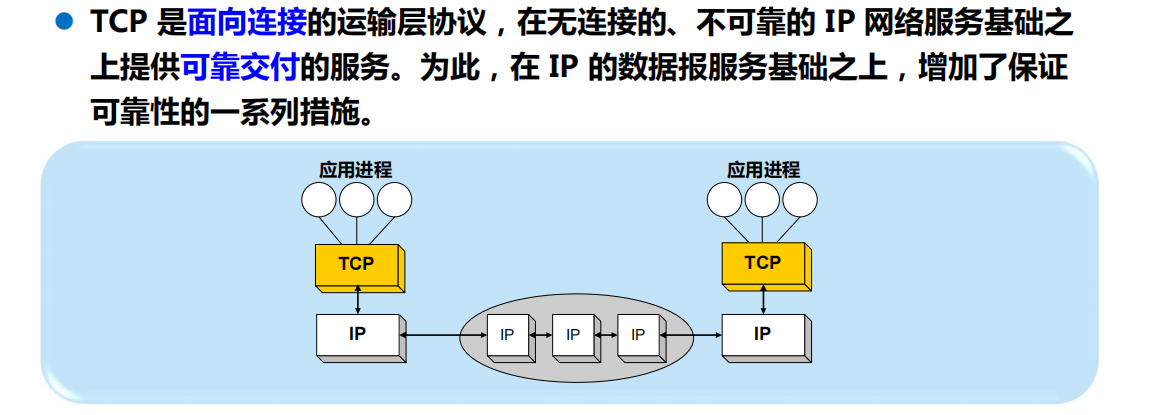 TCP 是面向连接的运输层协议，在无连接的、不可靠的 IP 网络服务基础之
上提供可靠交付的服务。为此，在 IP 的数据报服务基础之上，增加了保证
可靠性的一系列措施。
应用进程 应用进程
TCP TCP
IP IP IP IP IP